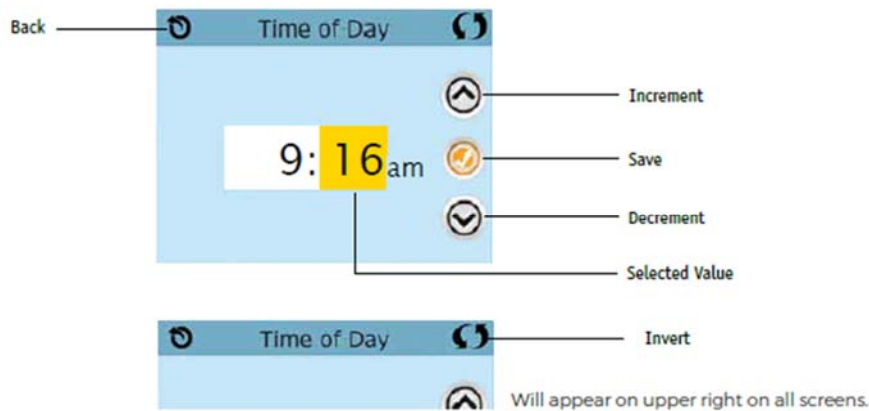 Back
Time of Day
Increment
9:16am
Save
Decrement
Selected Value
Time of Day
Invert
Will appear on upper right on all screens.